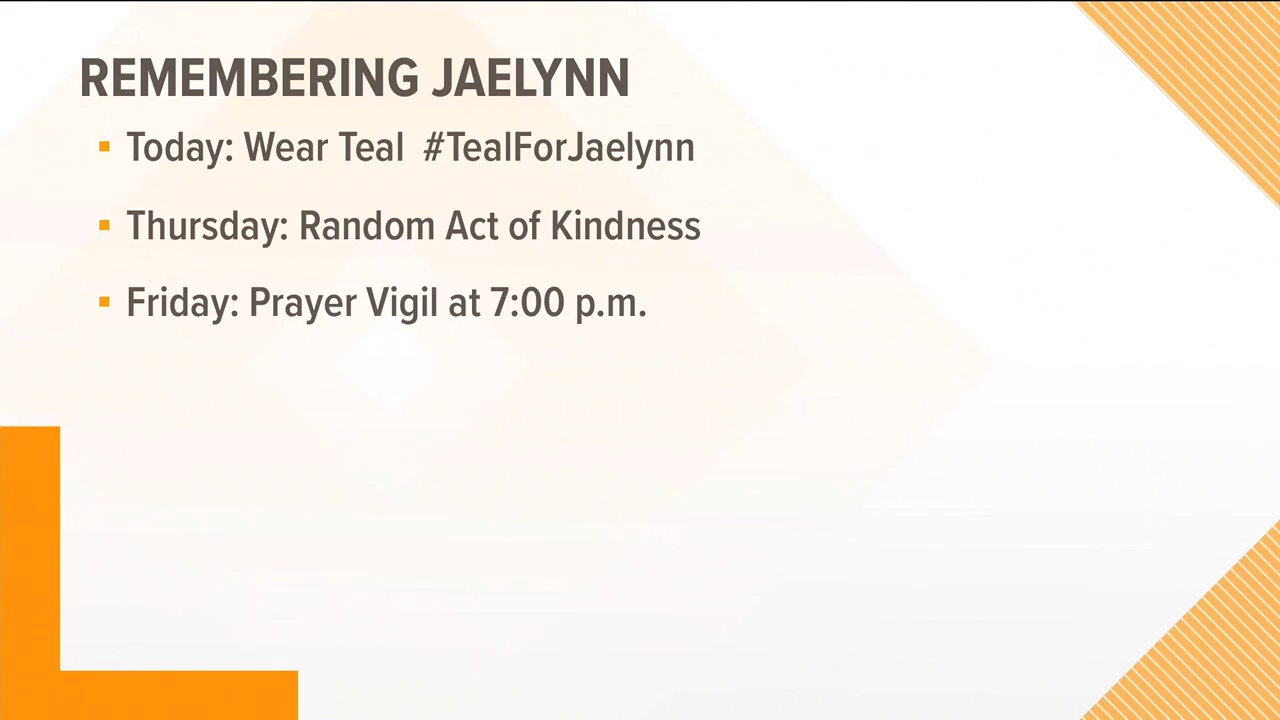 REMEMBERING JAELYNN
Today: Wear Teal #TealForJaelynn
Thursday: Random Act of Kindness
Friday: Prayer Vigil at 7:00 p.m.